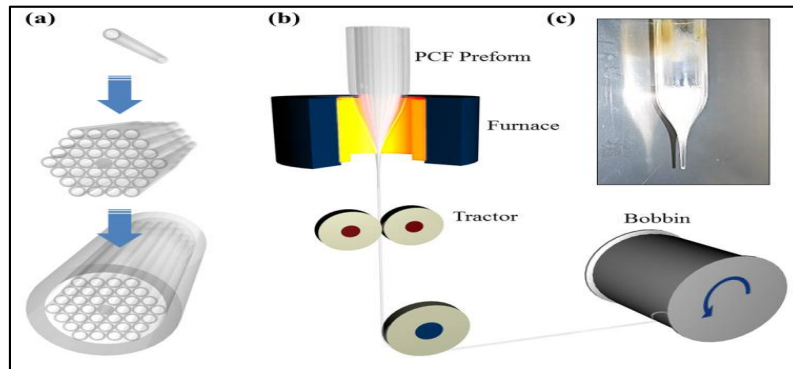 (a)
(b)
(c)
PCF Preform
Furnace
Tractor
Bobbin